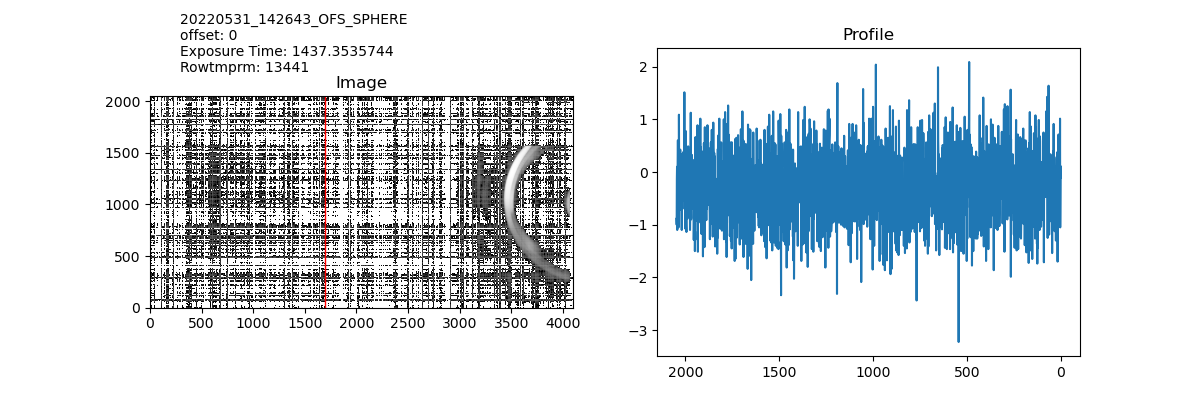 20220531_142643_OFS_SPHERE
offset: 0
Exposure Time: 1437.3535744
Rowtmprm: 13441
Image
2000
1500
1000
500
0
0 500 1000 1500 2000 2500 3000 3500 4000
Profile
2
1
0
−1
−2
−3
2000 1500 1000 500 0